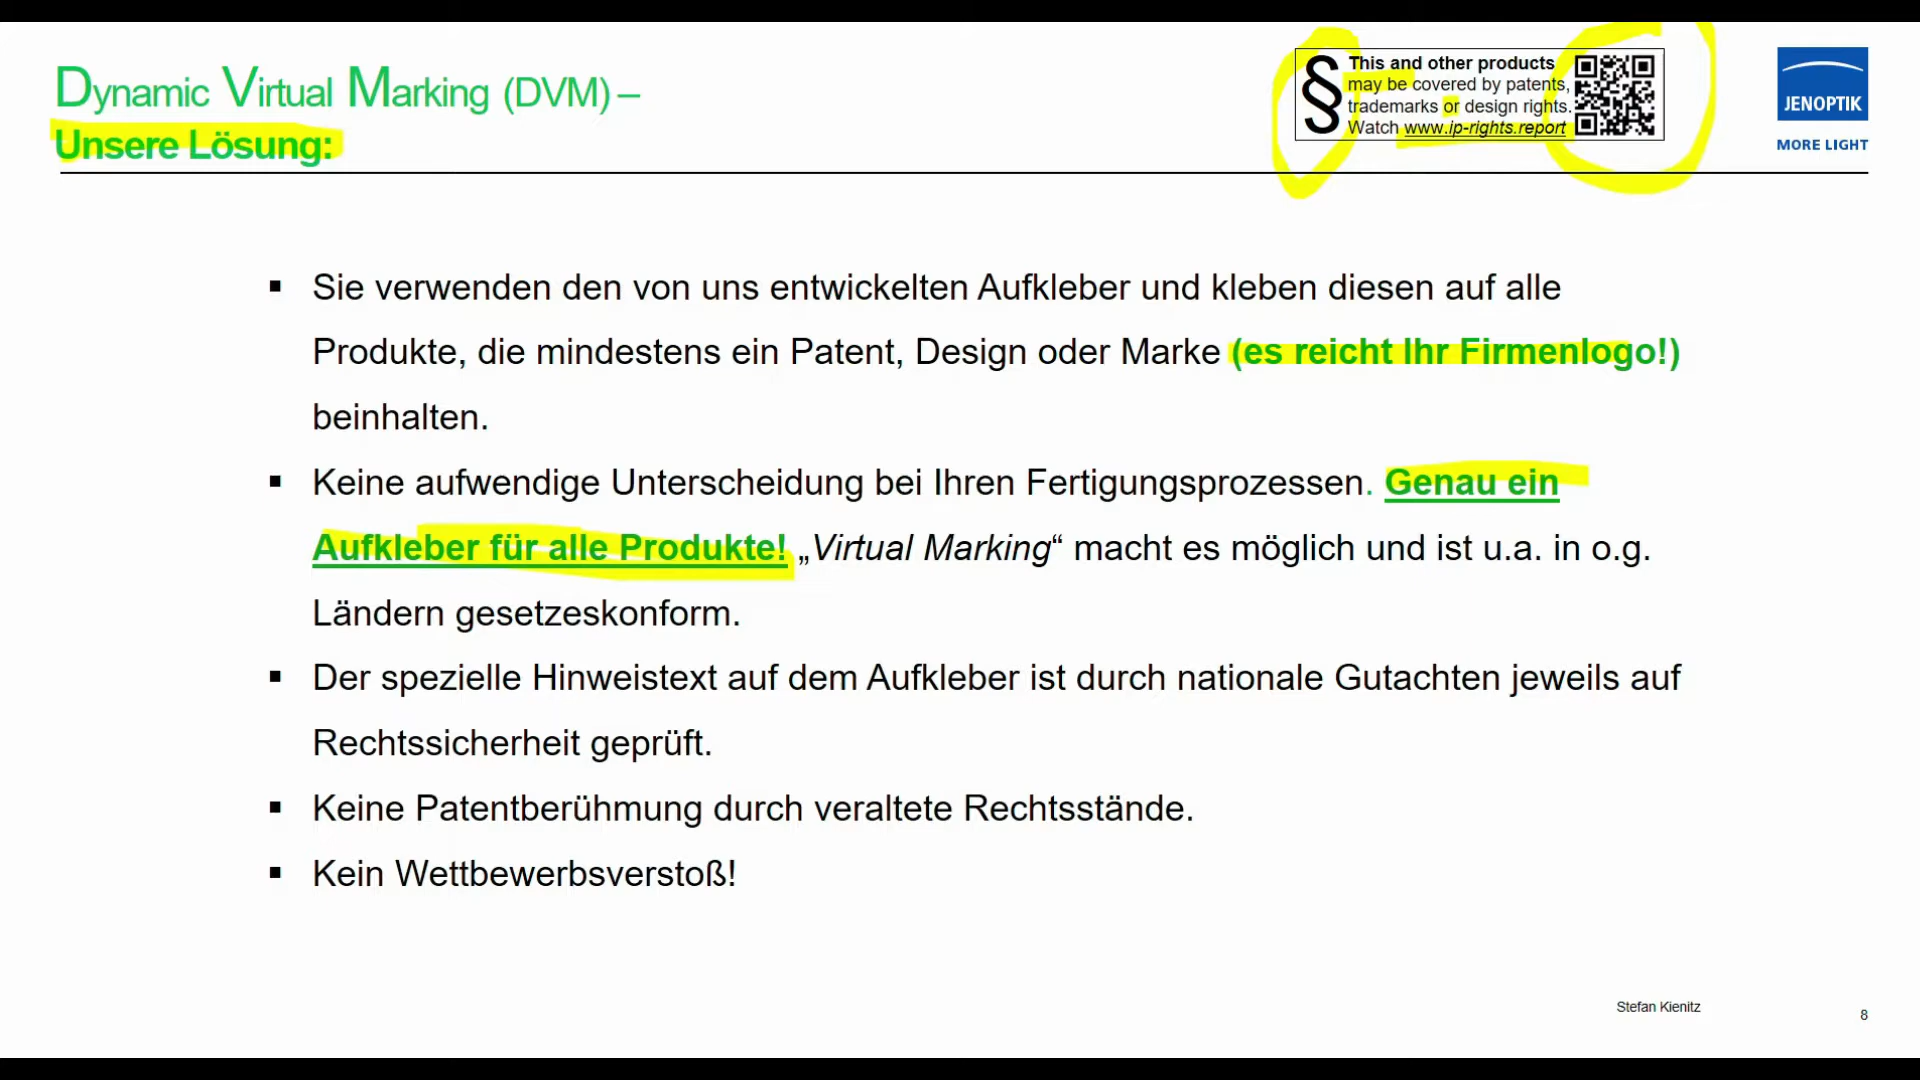 Dynamic Virtual Marking (DVM) –
Unsere Lösung:
§
This and other products
may be covered by patents,
trademarks or design rights.
Watch www.ip-rights.report
JENOPTIK
MORE LIGHT
▪ Sie verwenden den von uns entwickelten Aufkleber und kleben diesen auf alle
Produkte, die mindestens ein Patent, Design oder Marke (es reicht Ihr Firmenlogo!)
beinhalten.
▪ Keine aufwendige Unterscheidung bei Ihren Fertigungsprozessen. Genau ein
Aufkleber für alle Produkte! „Virtual Marking“ macht es möglich und ist u.a. in o.g.
Ländern gesetzeskonform.
▪ Der spezielle Hinweistext auf dem Aufkleber ist durch nationale Gutachten jeweils auf
Rechtssicherheit geprüft.
▪ Keine Patentberühmung durch veraltete Rechtsstände.
▪ Kein Wettbewerbsverstoß!
Stefan Kienitz
8